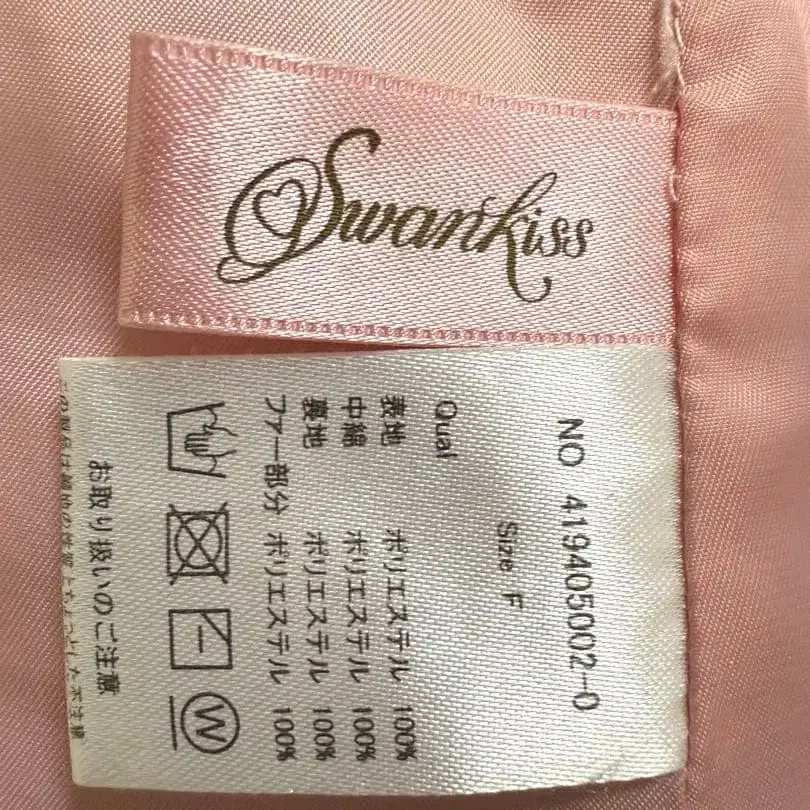 Swankiss
NO 419405002-0
Size F
Qual
表地 ポリエステル 100%
中綿 ポリエステル 100%
裏地 ポリエステル 100%
ファー部分 ポリエステル 100%
W
お取り扱いのご注意